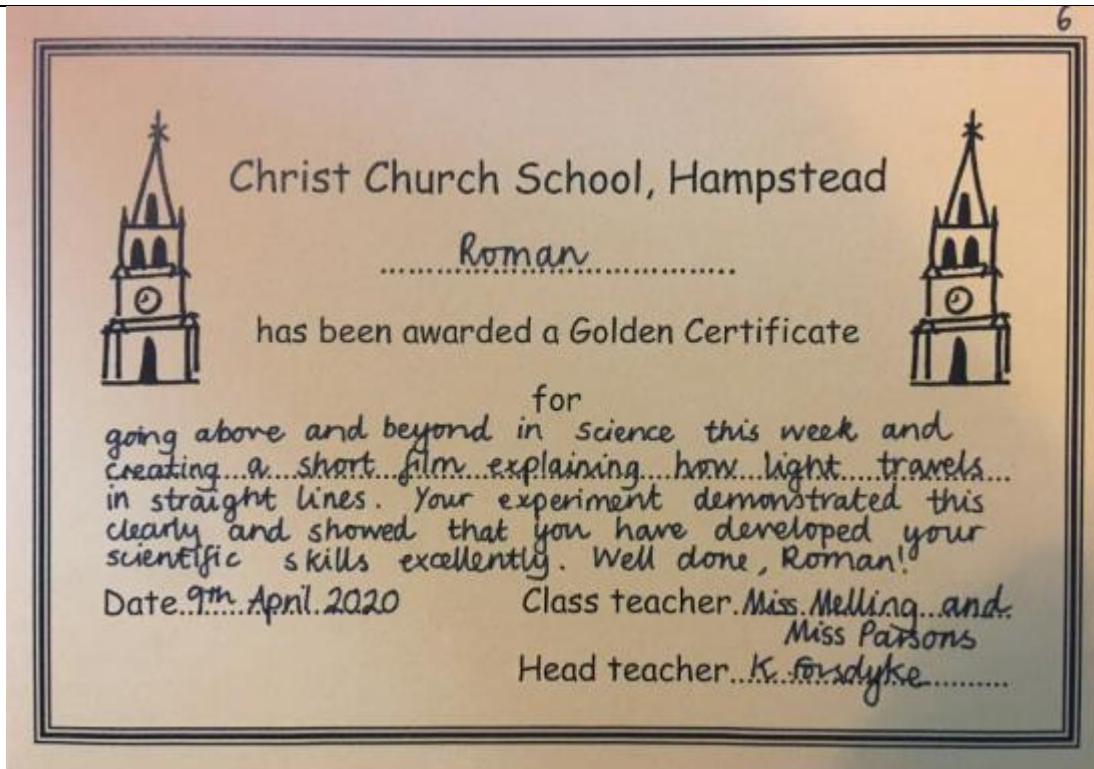 6
Christ Church School, Hampstead
Roman
has been awarded a Golden Certificate
for
going above and beyond in science this week and
creating a short film explaining how light travels
in straight lines. Your experiment demonstrated this
clearly and showed that you have developed your
scientific skills excellently. Well done, Roman!
Date 9th April 2020 Class teacher Miss Melling and
Miss Parsons
Head teacher K Forsdyke